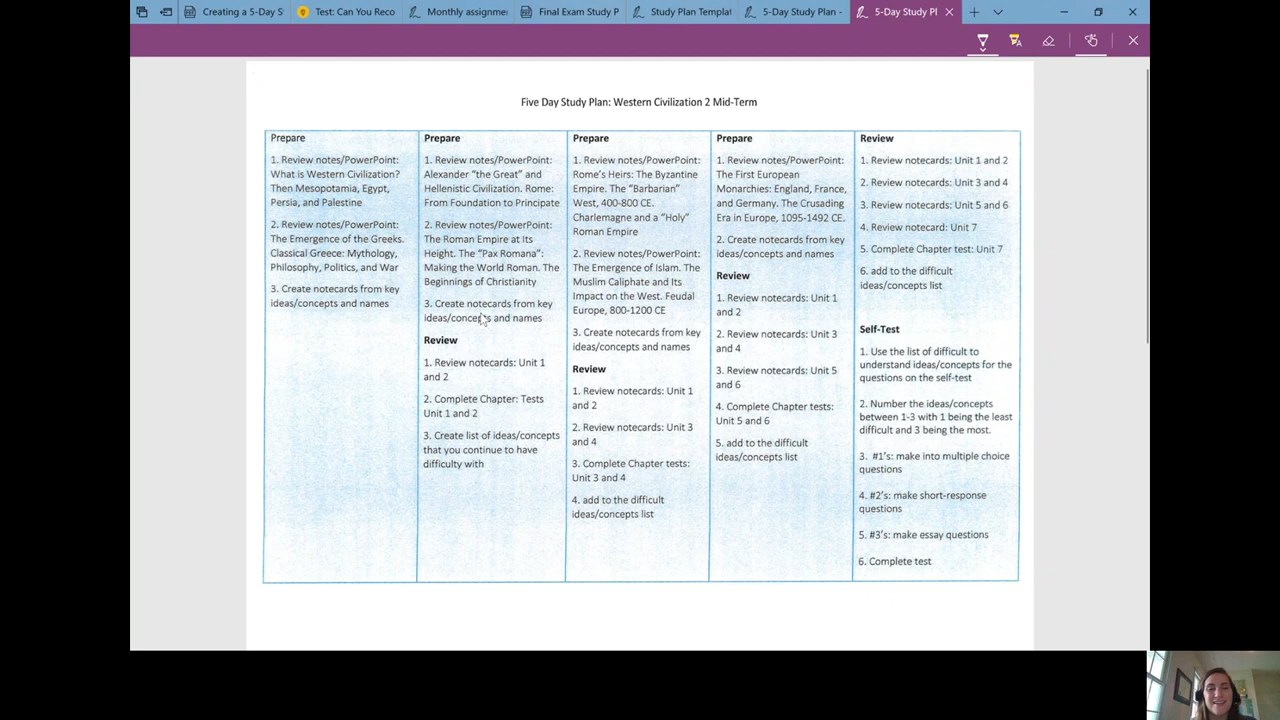 Creating a 5-Day S
Test: Can You Reco
Monthly assignme
Final Exam Study P
Study Plan Templat
5-Day Study Plan -
5-Day Study Pl
Five Day Study Plan: Western Civilization 2 Mid-Term
Prepare
1. Review notes/PowerPoint:
What is Western Civilization?
Then Mesopotamia, Egypt,
Persia, and Palestine
2. Review notes/PowerPoint:
The Emergence of the Greeks.
Classical Greece: Mythology,
Philosophy, Politics, and War
3. Create notecards from key
ideas/concepts and names
Prepare
1. Review notes/PowerPoint:
Alexander "the Great" and
Hellenistic Civilization. Rome:
From Foundation to Principate
2. Review notes/PowerPoint:
The Roman Empire at Its
Height. The "Pax Romana":
Making the World Roman. The
Beginnings of Christianity
3. Create notecards from key
ideas/concepts and names
Review
1. Review notecards: Unit 1
and 2
2. Complete Chapter: Tests
Unit 1 and 2
3. Create list of ideas/concepts
that you continue to have
difficulty with
Prepare
1. Review notes/PowerPoint:
Rome's Heirs: The Byzantine
Empire. The "Barbarian"
West, 400-800 CE.
Charlemagne and a "Holy"
Roman Empire
2. Review notes/PowerPoint:
The Emergence of Islam. The
Muslim Caliphate and Its
Impact on the West. Feudal
Europe, 800-1200 CE
3. Create notecards from key
ideas/concepts and names
Review
1. Review notecards: Unit 1
and 2
2. Review notecards: Unit 3
and 4
3. Complete Chapter tests:
Unit 3 and 4
4. add to the difficult
ideas/concepts list
Prepare
1. Review notes/PowerPoint:
The First European
Monarchies: England, France,
and Germany. The Crusading
Era in Europe, 1095-1492 CE.
2. Create notecards from key
ideas/concepts and names
Review
1. Review notecards: Unit 1
and 2
2. Review notecards: Unit 3
and 4
3. Review notecards: Unit 5
and 6
4. Complete Chapter tests:
Unit 5 and 6
5. add to the difficult
ideas/concepts list
Review
1. Review notecards: Unit 1 and 2
2. Review notecards: Unit 3 and 4
3. Review notecards: Unit 5 and 6
4. Review notecard: Unit 7
5. Complete Chapter test: Unit 7
6. add to the difficult
ideas/concepts list
Self-Test
1. Use the list of difficult to
understand ideas/concepts for the
questions on the self-test
2. Number the ideas/concepts
between 1-3 with 1 being the least
difficult and 3 being the most.
3. #1's: make into multiple choice
questions
4. #2's: make short-response
questions
5. #3's: make essay questions
6. Complete test